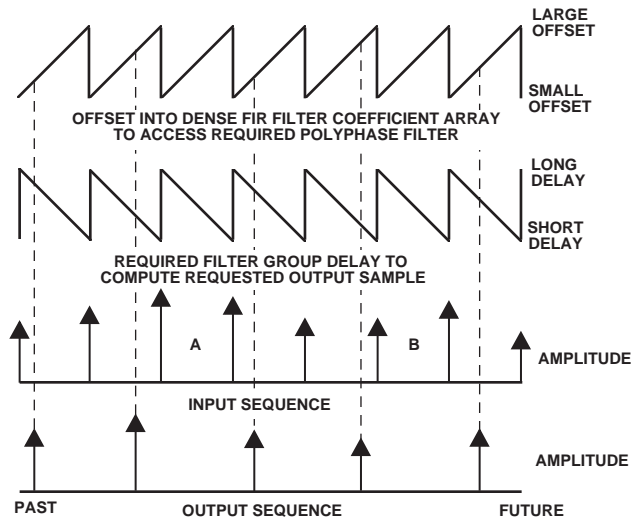 LARGE
OFFSET
SMALL
OFFSET
OFFSET INTO DENSE FIR FILTER COEFFICIENT ARRAY
TO ACCESS REQUIRED POLYPHASE FILTER
LONG
DELAY
SHORT
DELAY
REQUIRED FILTER GROUP DELAY TO
COMPUTE REQUESTED OUTPUT SAMPLE
A
B
AMPLITUDE
INPUT SEQUENCE
AMPLITUDE
PAST
OUTPUT SEQUENCE
FUTURE